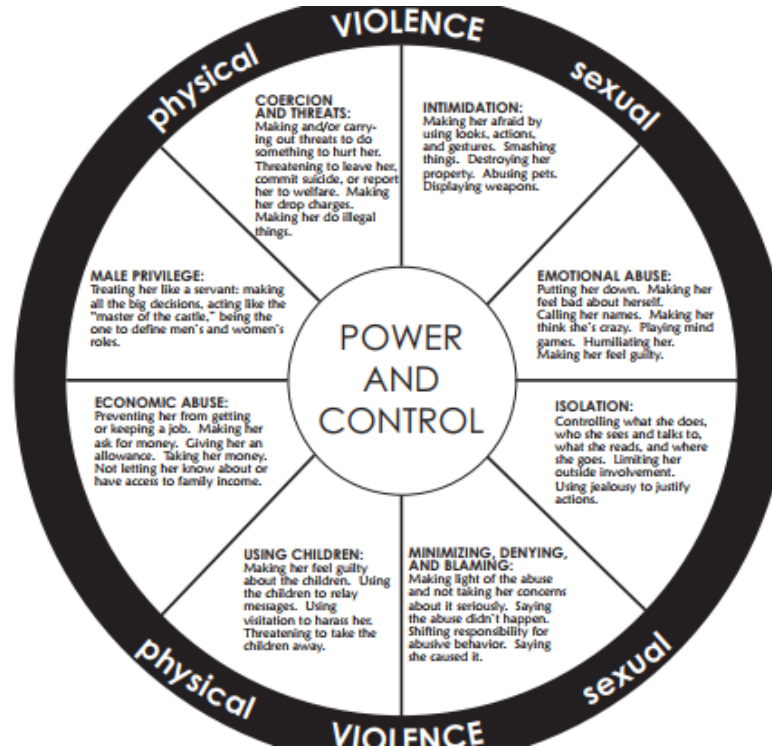 physical VIOLENCE sexual
COERCION
AND THREATS:
Making and/or carry-
ing out threats to do
something to hurt her.
Threatening to leave her,
commit suicide, or report
her to welfare. Making
her drop charges.
Making her do illegal
things.
INTIMIDATION:
Making her afraid by
using looks, actions,
and gestures. Smashing
things. Destroying her
property. Abusing pets.
Displaying weapons.
MALE PRIVILEGE:
Treating her like a servant: making
all the big decisions, acting like the
"master of the castle," being the
one to define men's and women's
roles.
EMOTIONAL ABUSE:
Putting her down. Making her
feel bad about herself.
Calling her names. Making her
think she's crazy. Playing mind
games. Humiliating her.
Making her feel guilty.
POWER
AND
CONTROL
ECONOMIC ABUSE:
Preventing her from getting
or keeping a job. Making her
ask for money. Giving her an
allowance. Taking her money.
Not letting her know about or
have access to family income.
ISOLATION:
Controlling what she does,
who she sees and talks to,
what she reads, and where
she goes. Limiting her
outside involvement.
Using jealousy to justify
actions.
USING CHILDREN:
Making her feel guilty
about the children. Using
the children to relay
messages. Using
visitation to harass her.
Threatening to take the
children away.
MINIMIZING, DENYING,
AND BLAMING:
Making light of the abuse
and not taking her concerns
about it seriously. Saying
the abuse didn't happen.
Shifting responsibility for
abusive behavior. Saying
she caused it.
physical VIOLENCE sexual